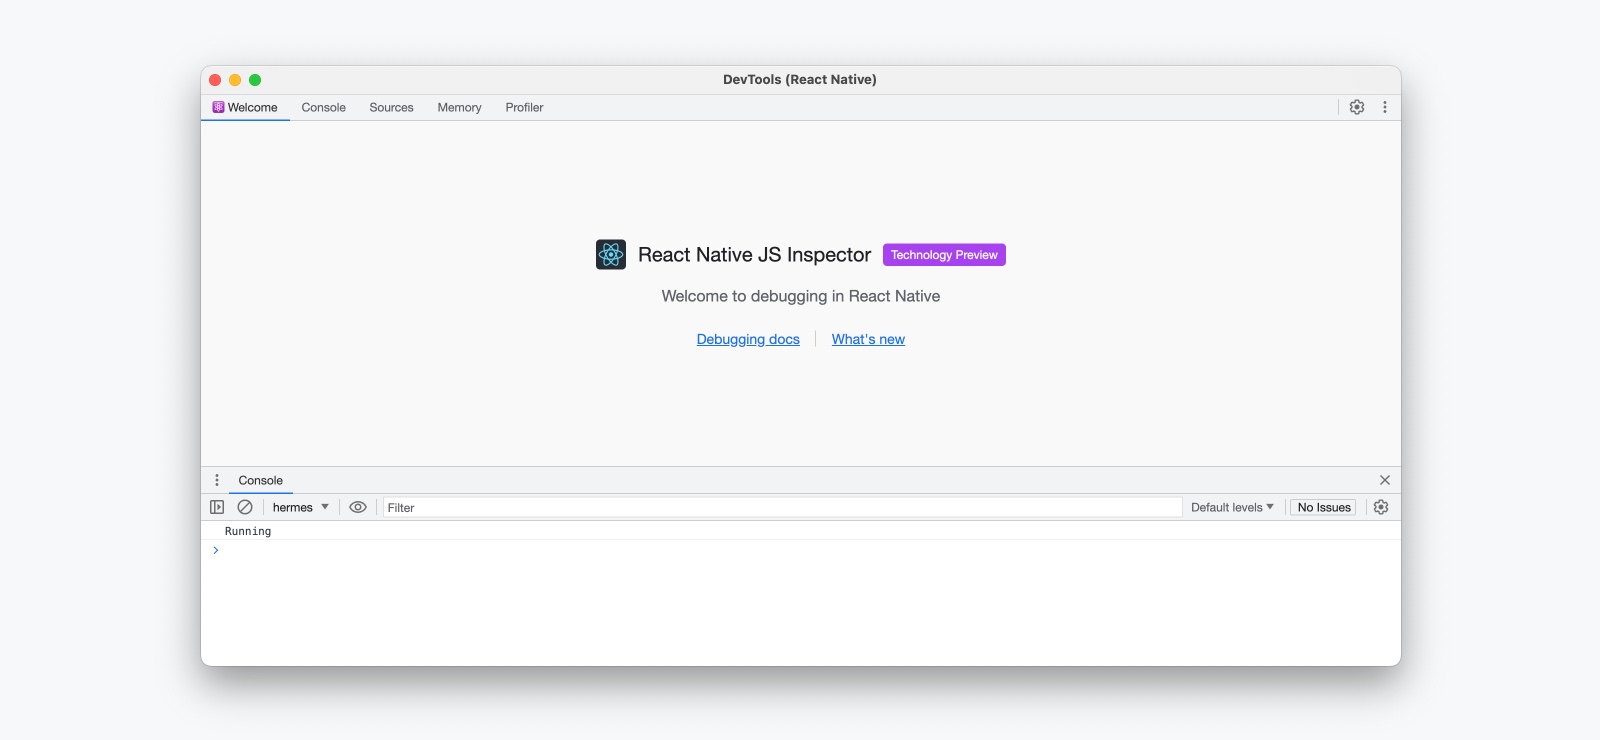 DevTools (React Native)
Welcome Console Sources Memory Profiler
React Native JS Inspector Technology Preview
Welcome to debugging in React Native
Debugging docs What's new
Console
hermes Filter Default levels No Issues
Running